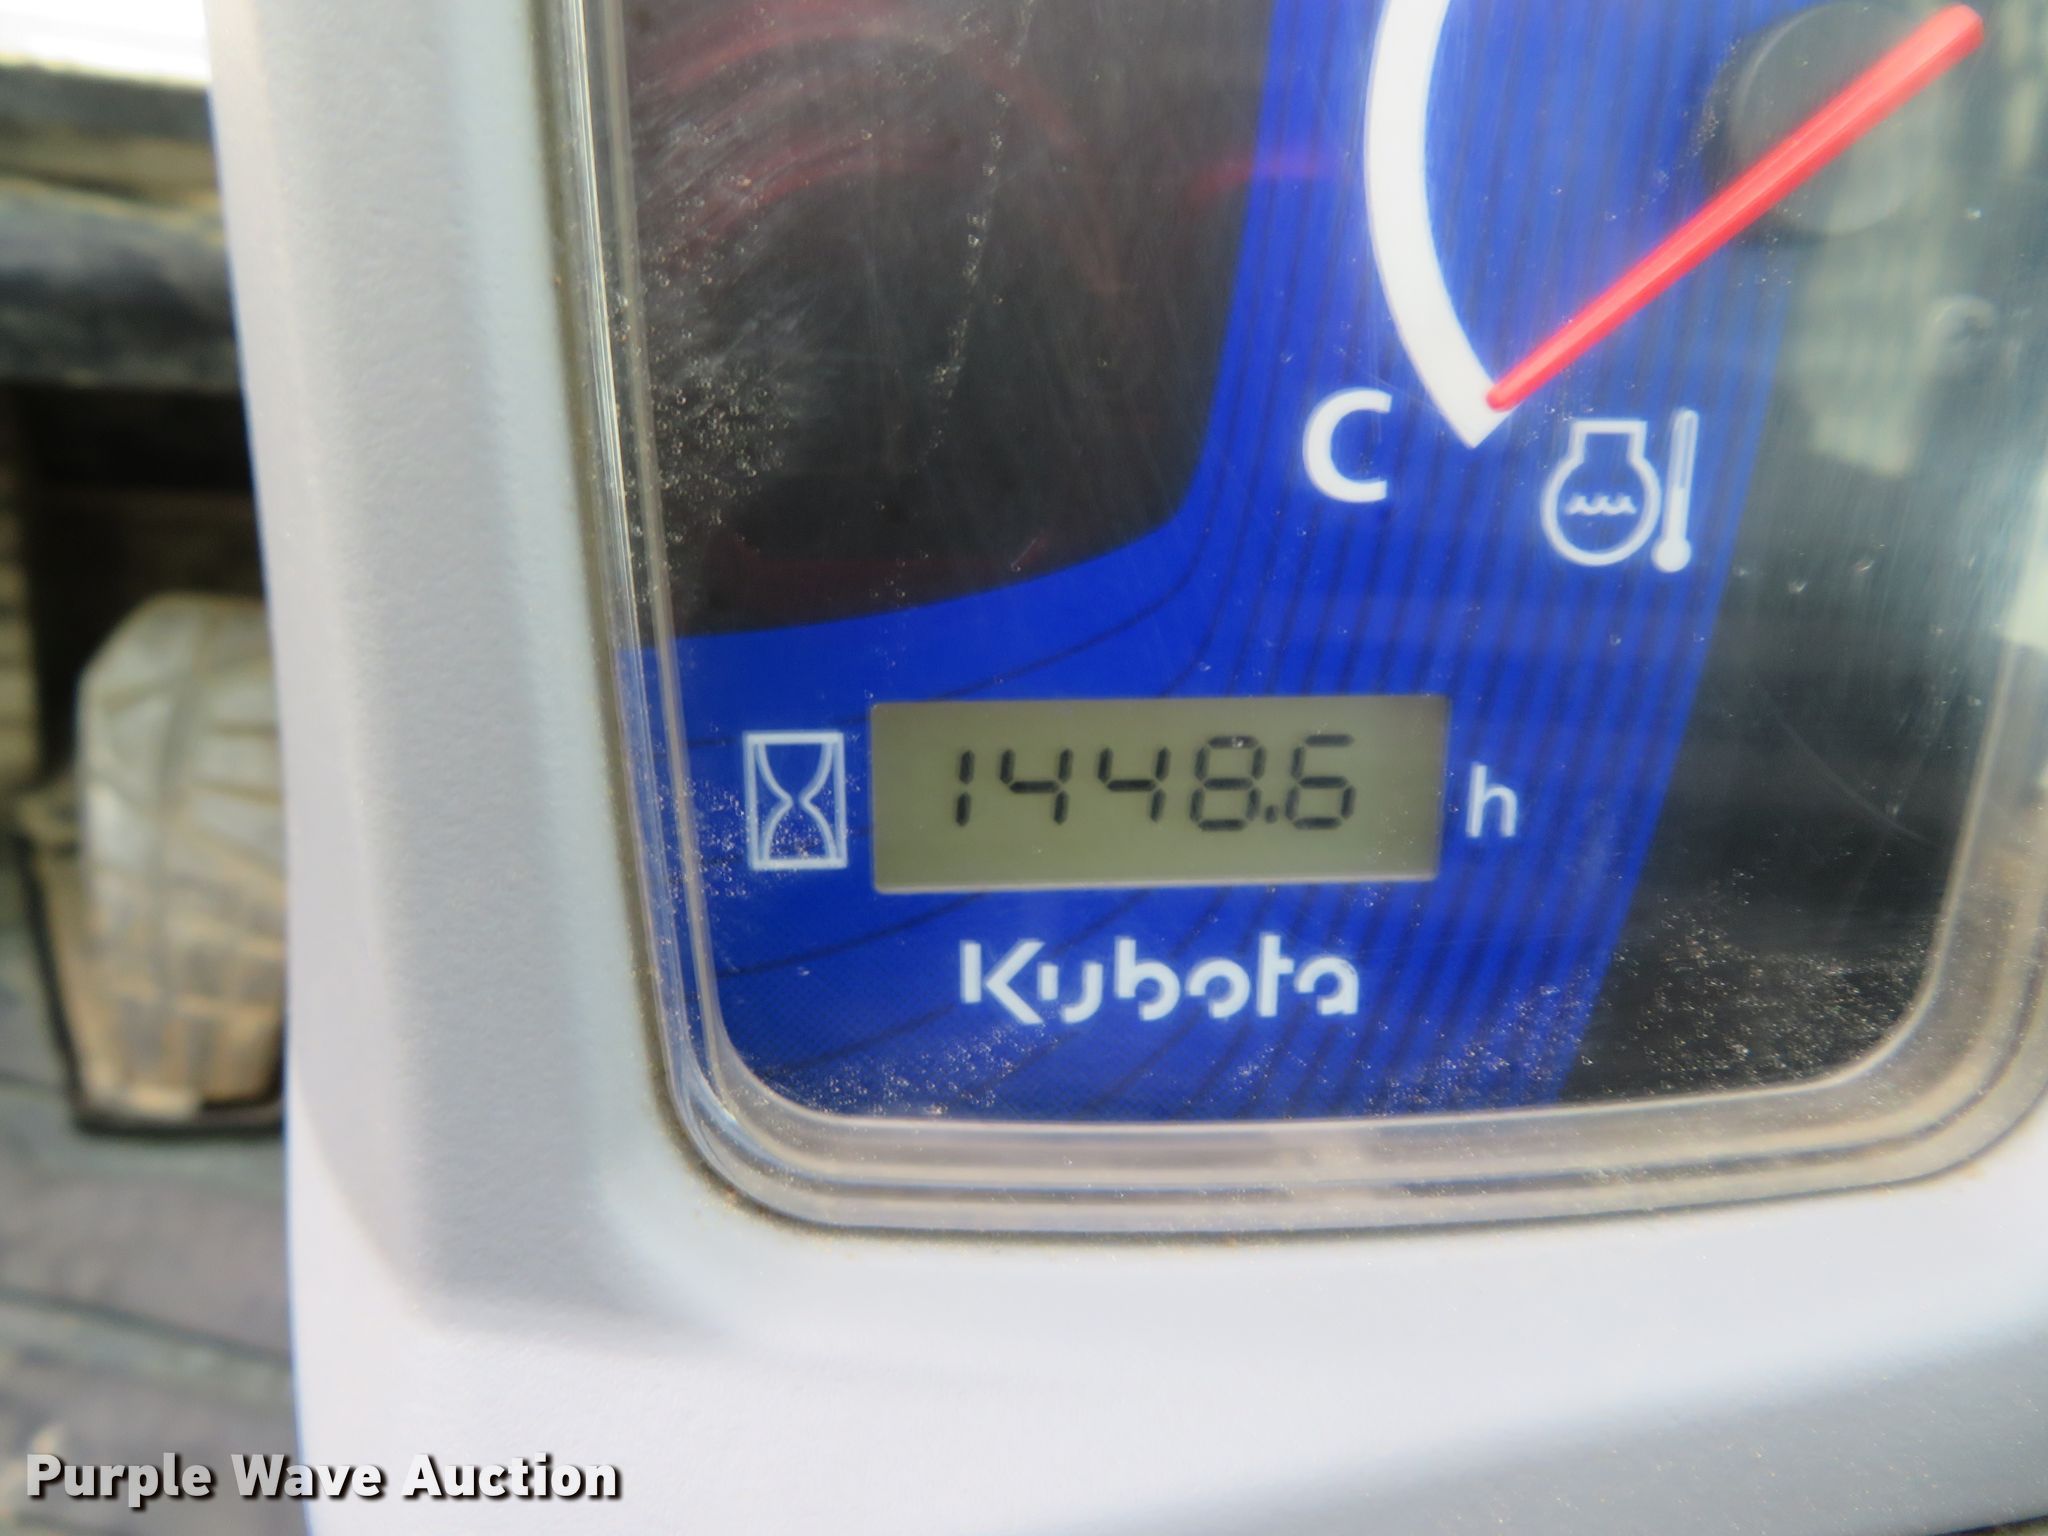 C
1448.6 h
Kubota
Purple Wave Auction